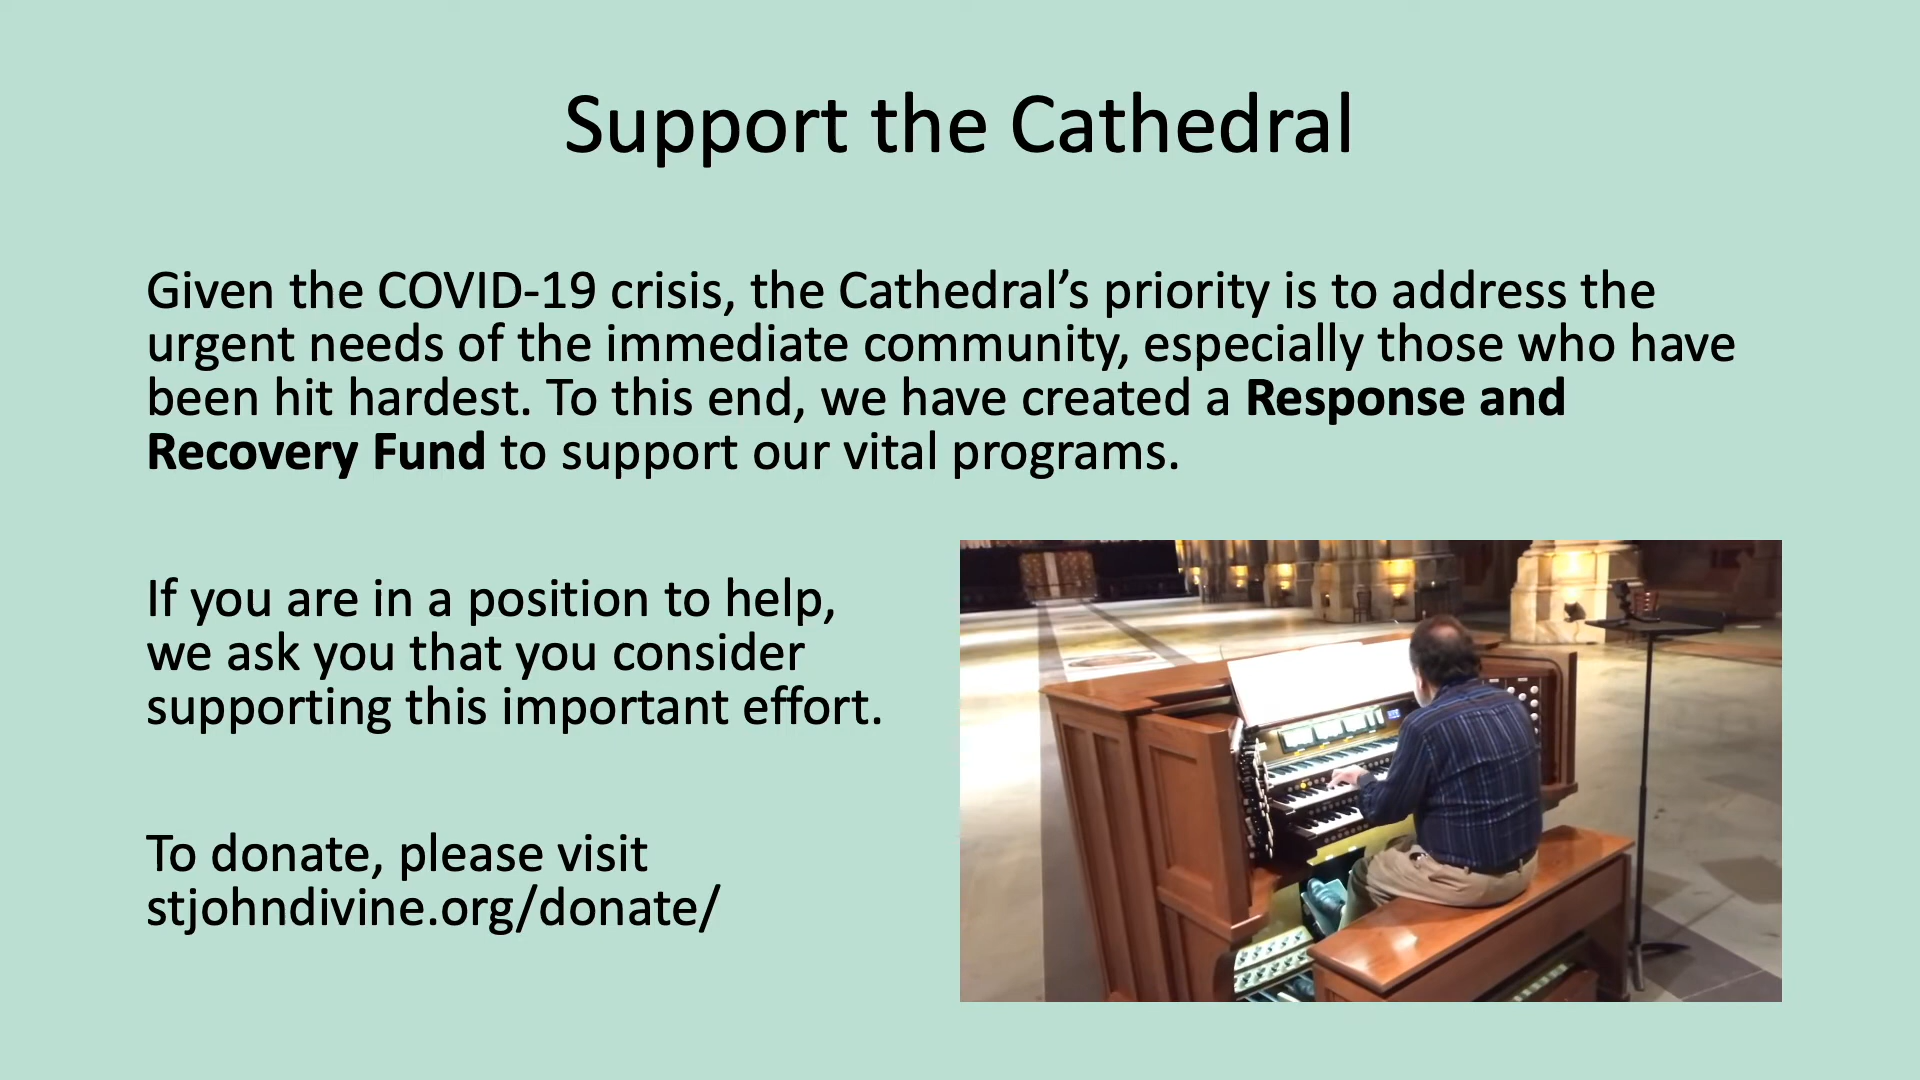 Support the Cathedral
Given the COVID-19 crisis, the Cathedral’s priority is to address the
urgent needs of the immediate community, especially those who have
been hit hardest. To this end, we have created a Response and
Recovery Fund to support our vital programs.
If you are in a position to help,
we ask you that you consider
supporting this important effort.
To donate, please visit
stjohndivine.org/donate/